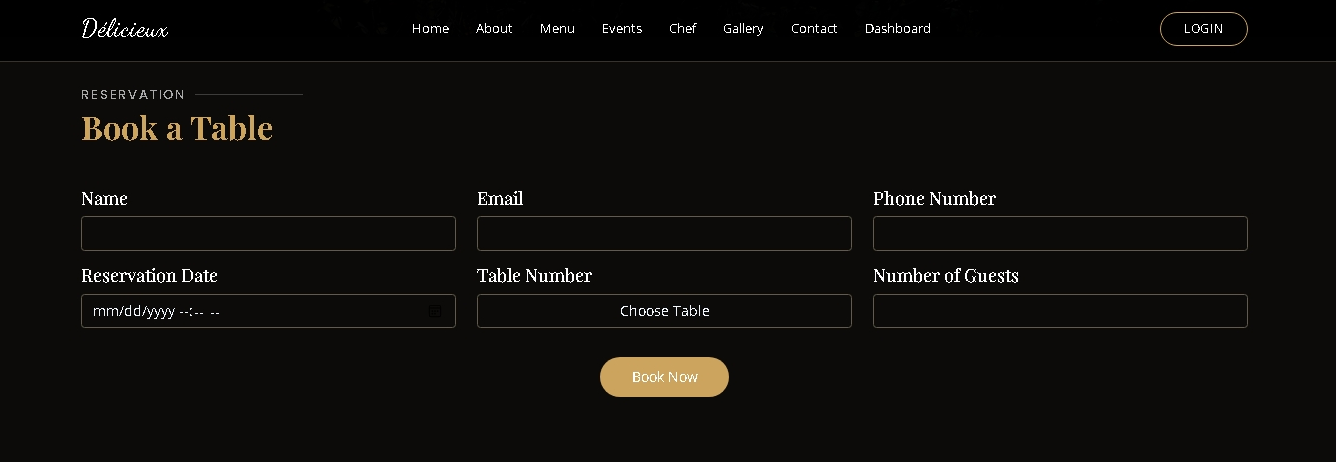 Délicieux Home About Menu Events Chef Gallery Contact Dashboard LOGIN
RESERVATION
Book a Table
Name Email Phone Number
Reservation Date Table Number Number of Guests
mm/dd/yyyy --:-- -- Choose Table
Book Now